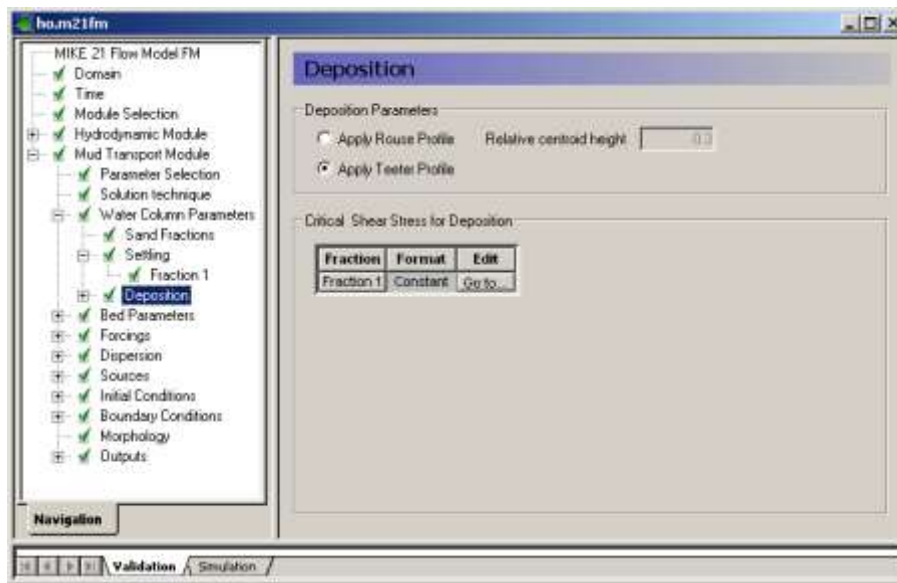 ho.m21fm
MIKE 21 Flow Model FM
Domain
Time
Module Selection
Hydrodynamic Module
Mud Transport Module
Parameter Selection
Solution technique
Water Column Parameters
Sand Fractions
Settling
Fraction 1
Deposition
Bed Parameters
Forcings
Dispersion
Sources
Initial Conditions
Boundary Conditions
Morphology
Outputs
Navigation
Deposition
Deposition Parameters
Apply Rouse Profile Relative centroid height 0.3
Apply Teeter Profile
Critical Shear Stress for Deposition
Fraction Format Edit
Fraction 1 Constant Go to...
Validation Simulation